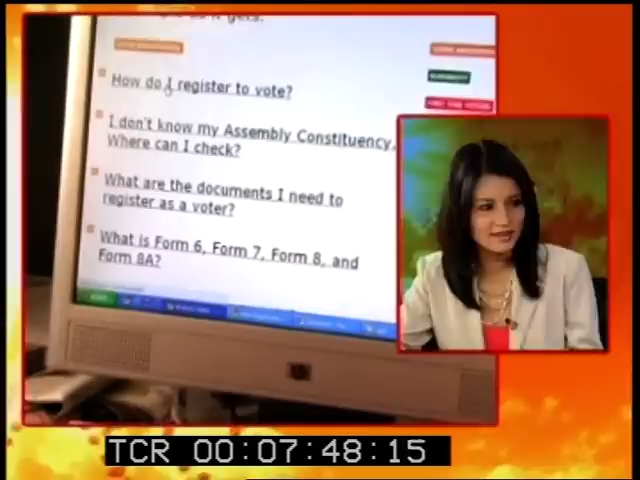 How do I register to vote?
I don't know my Assembly Constituency.
Where can I check?
What are the documents I need to
register as a voter?
What is Form 6, Form 7, Form 8, and
Form 8A?
TCR 00:07:48:15